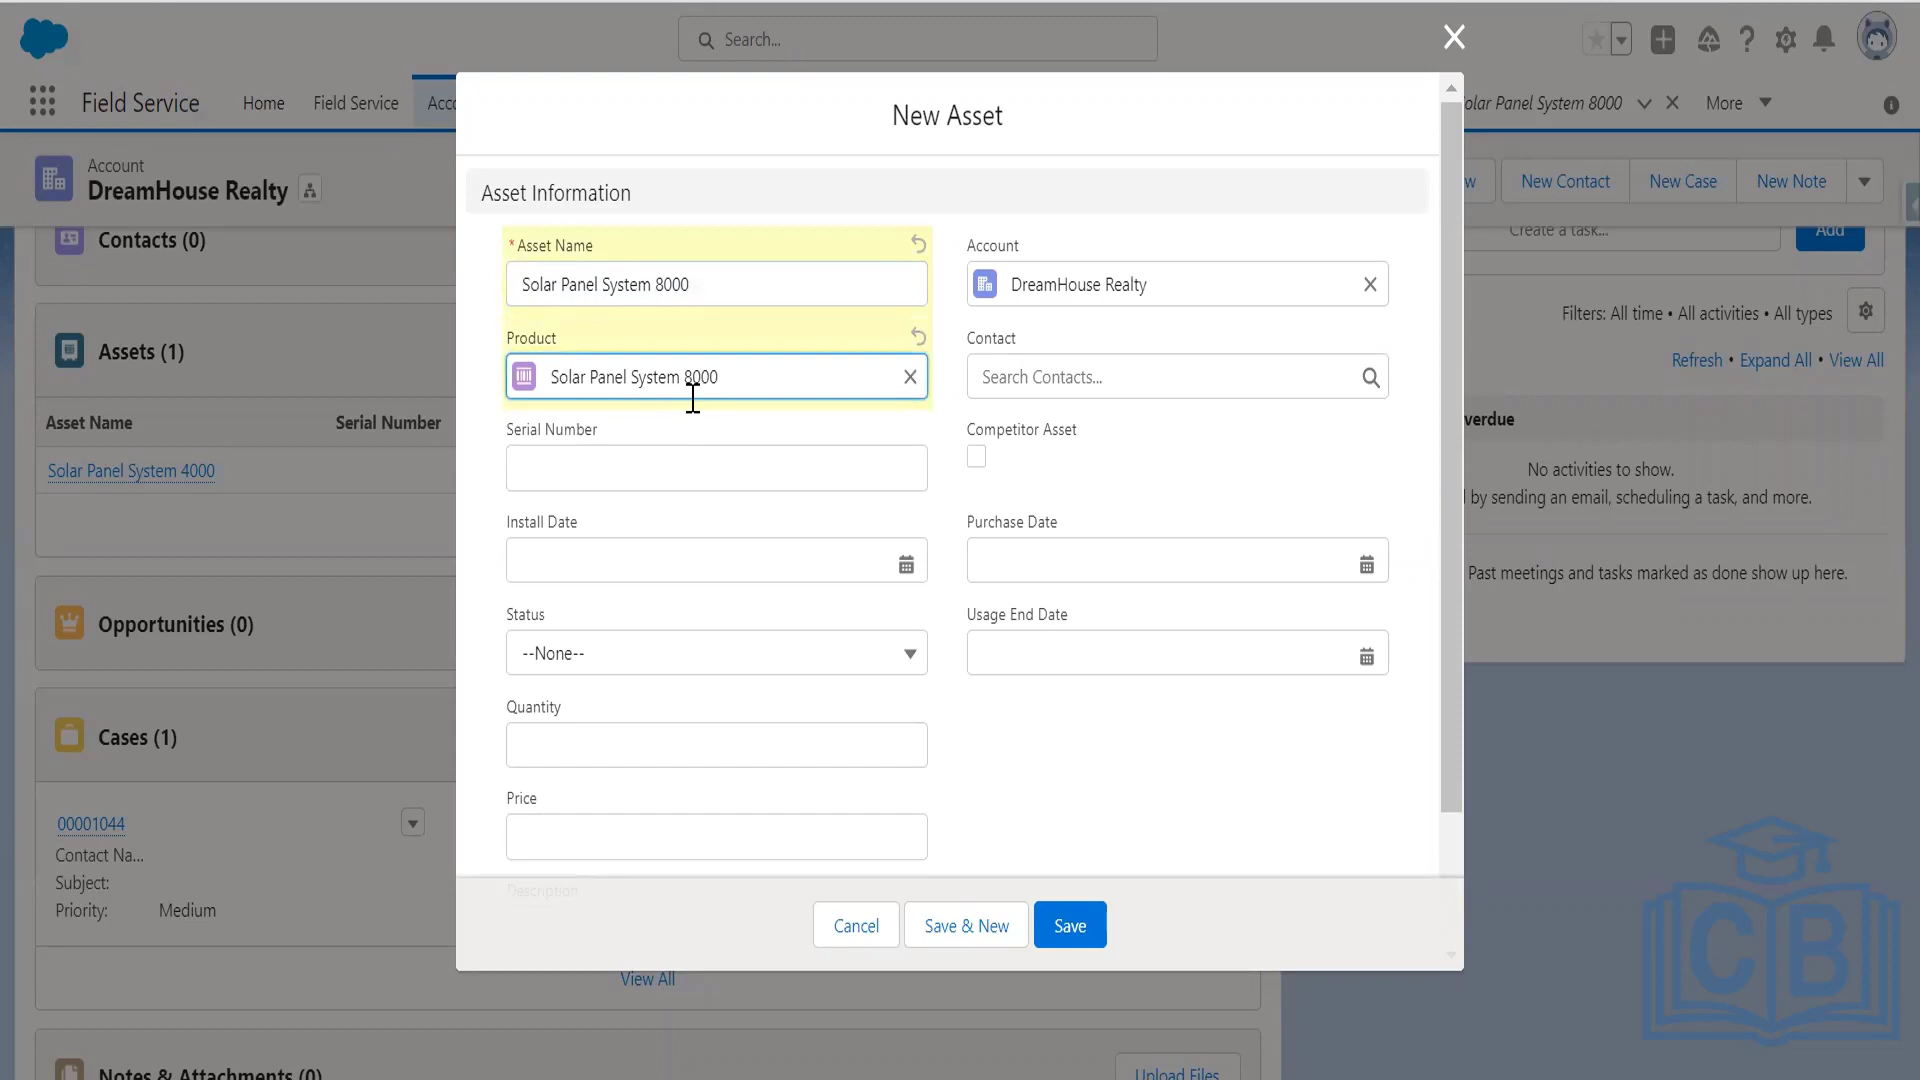 Search...
Field Service
Home
Field Service
Acc
olar Panel System 8000
More
Account
DreamHouse Realty
New Contact
New Case
New Note
Contacts (0)
Create a task...
Add
Assets (1)
Filters: All time • All activities • All types
Refresh • Expand All • View All
Asset Name
Serial Number
verdue
Solar Panel System 4000
No activities to show.
by sending an email, scheduling a task, and more.
Past meetings and tasks marked as done show up here.
Opportunities (0)
Cases (1)
00001044
Contact Na...
Subject:
Priority:
Medium
View All
Notes & Attachments (0)
Upload Files
New Asset
Asset Information
* Asset Name
Solar Panel System 8000
Account
DreamHouse Realty
Product
Solar Panel System 8000
Contact
Search Contacts...
Serial Number
Competitor Asset
Install Date
Purchase Date
Status
--None--
Usage End Date
Quantity
Price
Description
Cancel
Save & New
Save
CB